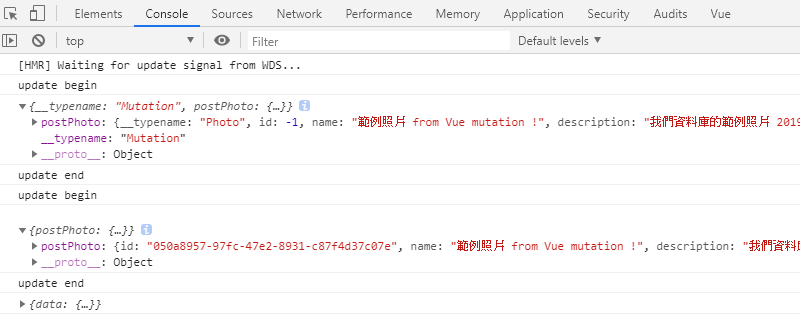 Elements Console Sources Network Performance Memory Application Security Audits Vue
top Filter Default levels
[HMR] Waiting for update signal from WDS...
update begin
{__typename: "Mutation", postPhoto: {…}}
postPhoto: {__typename: "Photo", id: -1, name: "範例照片 from Vue mutation !", description: "我們資料庫的範例照片 2019
__typename: "Mutation"
__proto__: Object
update end
update begin
{postPhoto: {…}}
postPhoto: {id: "050a8957-97fc-47e2-8931-c87f4d37c07e", name: "範例照片 from Vue mutation !", description: "我們資料
__proto__: Object
update end
{data: {…}}